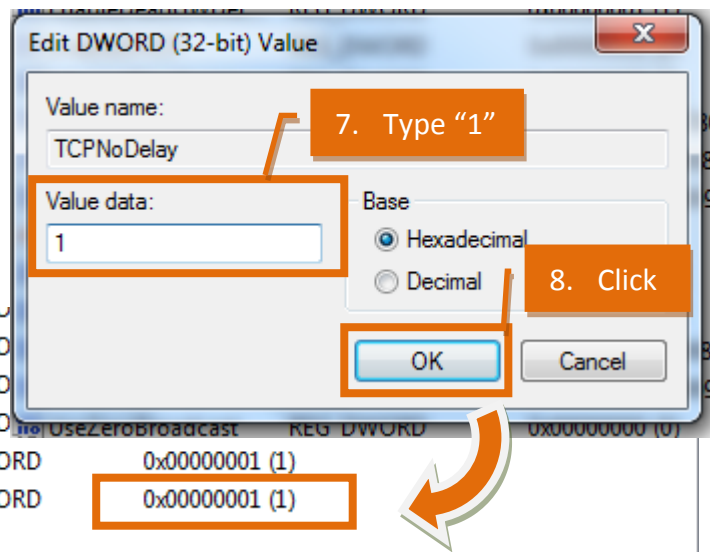 Edit DWORD (32-bit) Value
X
Value name:
7. Type “1”
TCPNoDelay
Value data:
Base
1
Hexadecimal
Decimal
8. Click
OK
Cancel
UseZeroBroadcast REG_DWORD 0x00000000 (0)
ORD 0x00000001 (1)
ORD 0x00000001 (1)